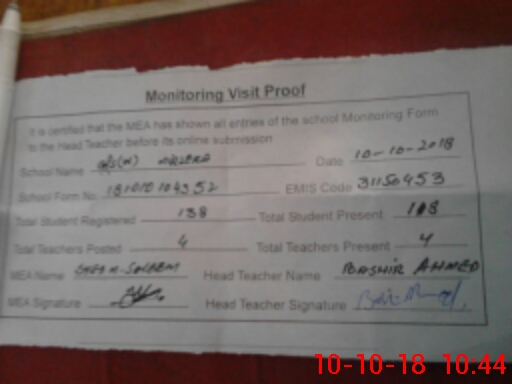 Monitoring Visit Proof
It is certified that the MEA has shown all entries of the school Monitoring Form
to the Head Teacher before its online submission
School Name Date 10-10-2018
School Form No. EMIS Code 31150453
Total Student Registered 138 Total Student Present 108
Total Teachers Posted 4 Total Teachers Present 4
MEA Name Head Teacher Name BASHIR AHMED
MEA Signature Head Teacher Signature
10-10-18 10:44